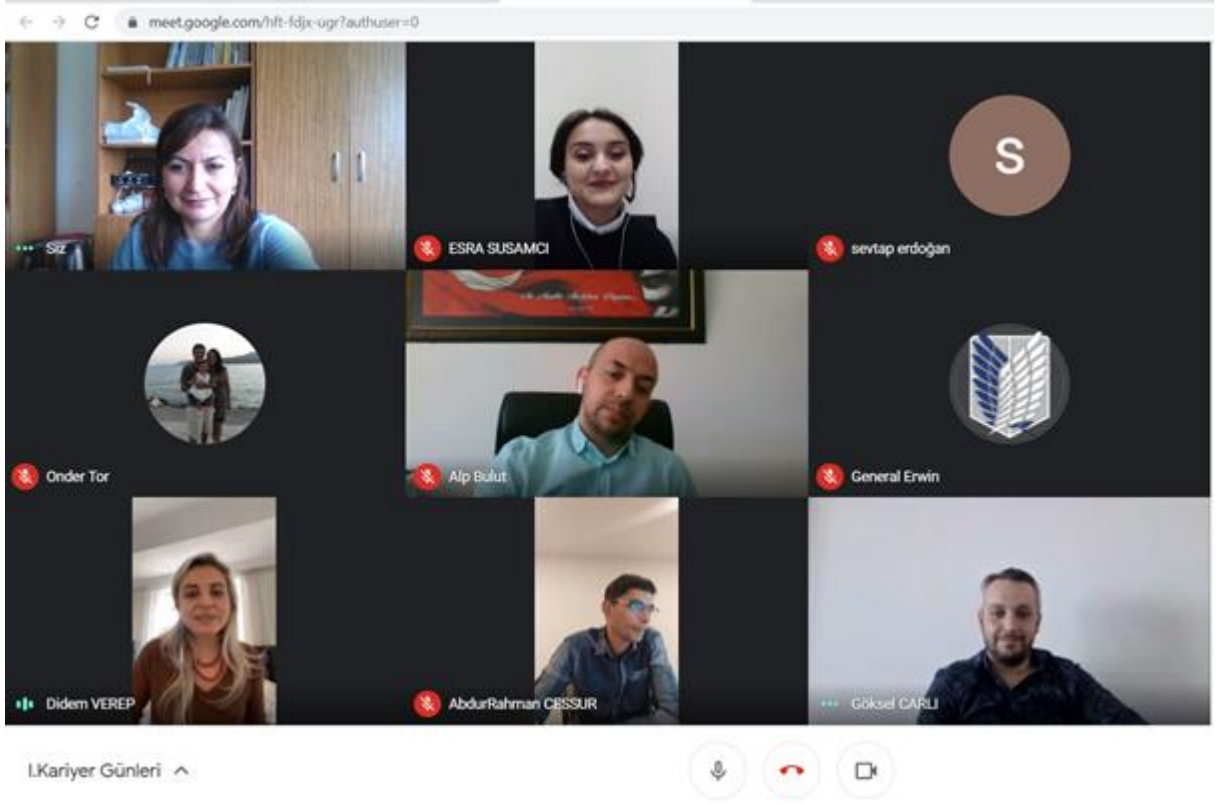 meet.google.com/hft-fdjx-ugr?authuser=0
Siz
ESRA SUSAMCI
S
sevtap erdoğan
Onder Tor
Alp Bulut
General Erwin
Didem VEREP
AbdurRahman CESSUR
Göksel CARLI
I.Kariyer Günleri